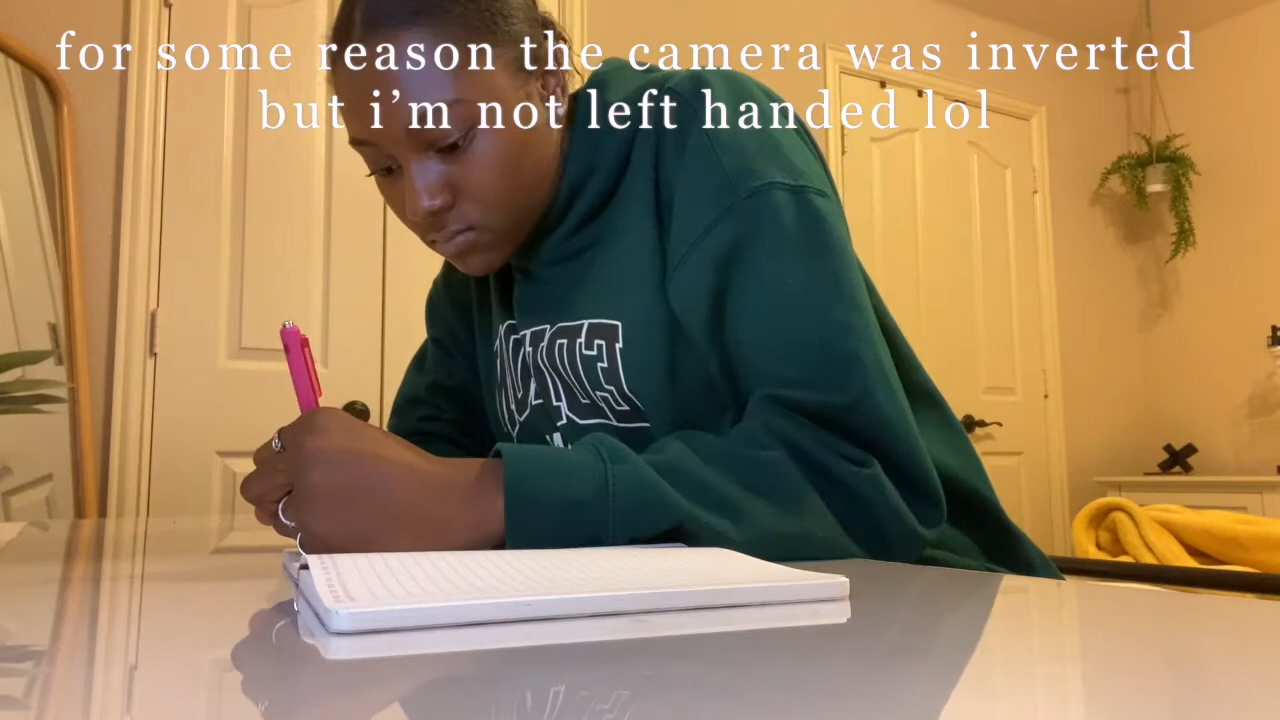 for some reason the camera was inverted
but i’m not left handed lol